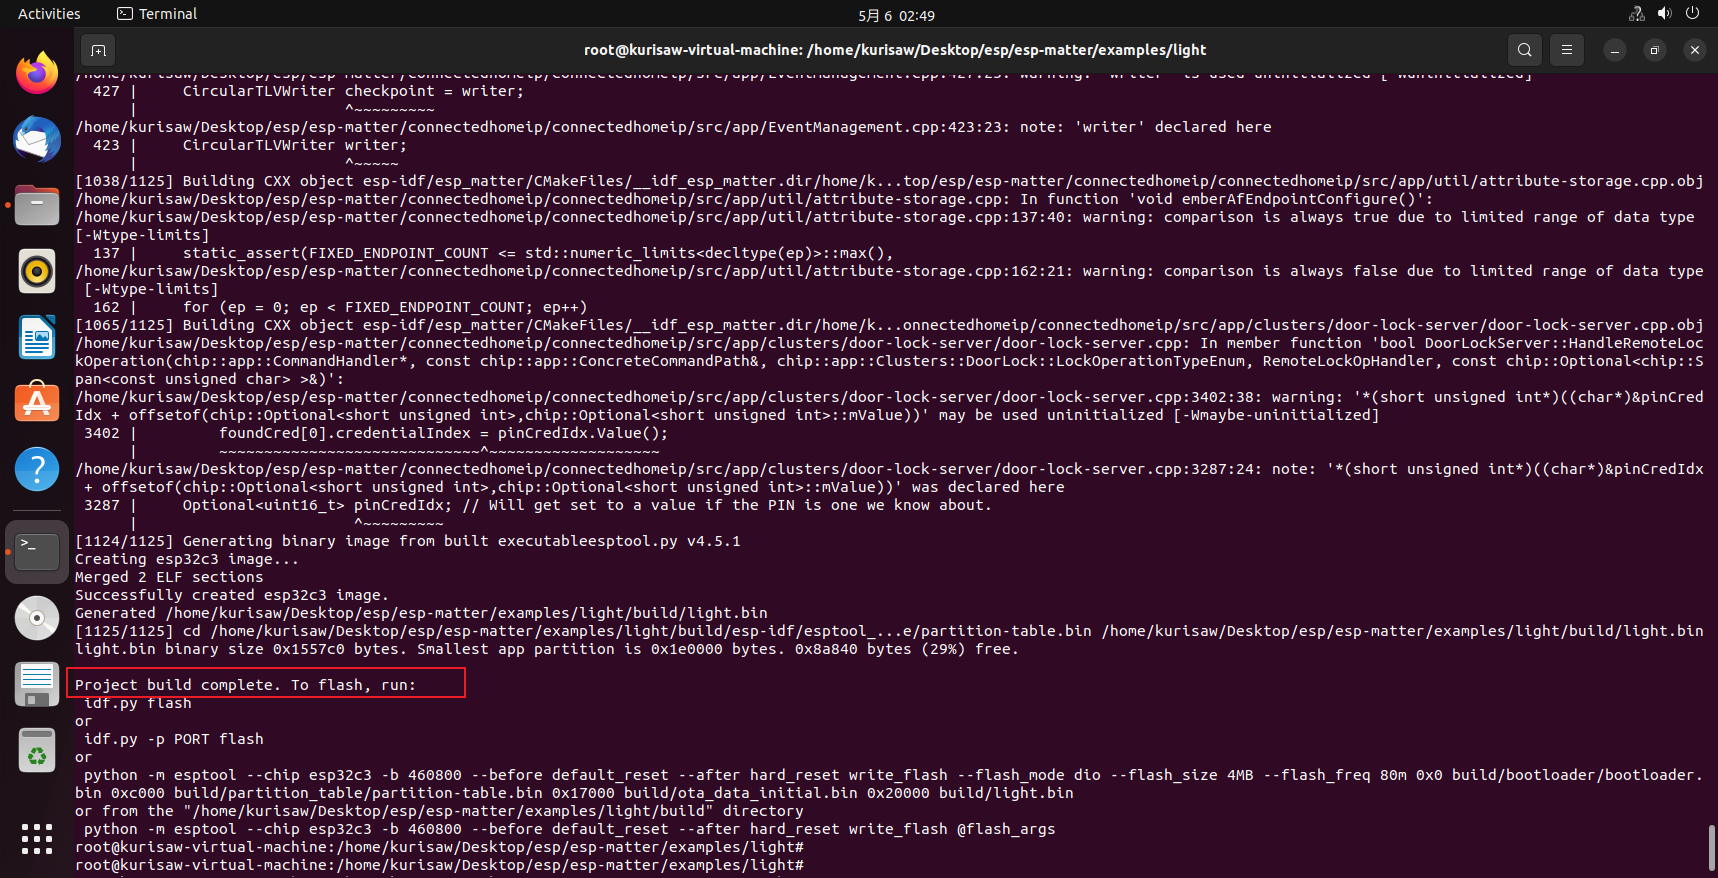 Activities
Terminal
5月 6 02:49
root@kurisaw-virtual-machine: /home/kurisaw/Desktop/esp/esp-matter/examples/light
/home/kurisaw/Desktop/esp/esp-matter/connectedhomeip/connectedhomeip/src/app/EventManagement.cpp:427:23: warning: 'writer' is used uninitialized [-Wuninitialized]
427 |     CircularTLVWriter checkpoint = writer;
|                       ^~~~~~~~~~
/home/kurisaw/Desktop/esp/esp-matter/connectedhomeip/connectedhomeip/src/app/EventManagement.cpp:423:23: note: 'writer' declared here
423 |     CircularTLVWriter writer;
|                       ^~~~~~
[1038/1125] Building CXX object esp-idf/esp_matter/CMakeFiles/__idf_esp_matter.dir/home/k...top/esp/esp-matter/connectedhomeip/connectedhomeip/src/app/util/attribute-storage.cpp.obj
/home/kurisaw/Desktop/esp/esp-matter/connectedhomeip/connectedhomeip/src/app/util/attribute-storage.cpp: In function 'void emberAfEndpointConfigure()':
/home/kurisaw/Desktop/esp/esp-matter/connectedhomeip/connectedhomeip/src/app/util/attribute-storage.cpp:137:40: warning: comparison is always true due to limited range of data type
[-Wtype-limits]
137 |     static_assert(FIXED_ENDPOINT_COUNT <= std::numeric_limits<decltype(ep)>::max(),
/home/kurisaw/Desktop/esp/esp-matter/connectedhomeip/connectedhomeip/src/app/util/attribute-storage.cpp:162:21: warning: comparison is always false due to limited range of data type
[-Wtype-limits]
162 |     for (ep = 0; ep < FIXED_ENDPOINT_COUNT; ep++)
[1065/1125] Building CXX object esp-idf/esp_matter/CMakeFiles/__idf_esp_matter.dir/home/k...onnectedhomeip/connectedhomeip/src/app/clusters/door-lock-server/door-lock-server.cpp.obj
/home/kurisaw/Desktop/esp/esp-matter/connectedhomeip/connectedhomeip/src/app/clusters/door-lock-server/door-lock-server.cpp: In member function 'bool DoorLockServer::HandleRemoteLoc
kOperation(chip::app::CommandHandler*, const chip::app::ConcreteCommandPath&, chip::app::Clusters::DoorLock::LockOperationTypeEnum, RemoteLockOpHandler, const chip::Optional<chip::S
pan<const unsigned char> >&)':
/home/kurisaw/Desktop/esp/esp-matter/connectedhomeip/connectedhomeip/src/app/clusters/door-lock-server/door-lock-server.cpp:3402:38: warning: '*(short unsigned int*)((char*)&pinCred
Idx + offsetof(chip::Optional<short unsigned int>,chip::Optional<short unsigned int>::mValue))' may be used uninitialized [-Wmaybe-uninitialized]
3402 |         foundCred[0].credentialIndex = pinCredIdx.Value();
|         ~~~~~~~~~~~~~~~~~~~~~~~~~~~~~^~~~~~~~~~~~~~~~~~~~
/home/kurisaw/Desktop/esp/esp-matter/connectedhomeip/connectedhomeip/src/app/clusters/door-lock-server/door-lock-server.cpp:3287:24: note: '*(short unsigned int*)((char*)&pinCredIdx
+ offsetof(chip::Optional<short unsigned int>,chip::Optional<short unsigned int>::mValue))' was declared here
3287 |     Optional<uint16_t> pinCredIdx; // Will get set to a value if the PIN is one we know about.
|                        ^~~~~~~~~~
[1124/1125] Generating binary image from built executableesptool.py v4.5.1
Creating esp32c3 image...
Merged 2 ELF sections
Successfully created esp32c3 image.
Generated /home/kurisaw/Desktop/esp/esp-matter/examples/light/build/light.bin
[1125/1125] cd /home/kurisaw/Desktop/esp/esp-matter/examples/light/build/esp-idf/esptool_...e/partition-table.bin /home/kurisaw/Desktop/esp/esp-matter/examples/light/build/light.bin
light.bin binary size 0x1557c0 bytes. Smallest app partition is 0x1e0000 bytes. 0x8a840 bytes (29%) free.
Project build complete. To flash, run:
idf.py flash
or
idf.py -p PORT flash
or
python -m esptool --chip esp32c3 -b 460800 --before default_reset --after hard_reset write_flash --flash_mode dio --flash_size 4MB --flash_freq 80m 0x0 build/bootloader/bootloader.
bin 0xc000 build/partition_table/partition-table.bin 0x17000 build/ota_data_initial.bin 0x20000 build/light.bin
or from the "/home/kurisaw/Desktop/esp/esp-matter/examples/light/build" directory
python -m esptool --chip esp32c3 -b 460800 --before default_reset --after hard_reset write_flash @flash_args
root@kurisaw-virtual-machine:/home/kurisaw/Desktop/esp/esp-matter/examples/light#
root@kurisaw-virtual-machine:/home/kurisaw/Desktop/esp/esp-matter/examples/light#